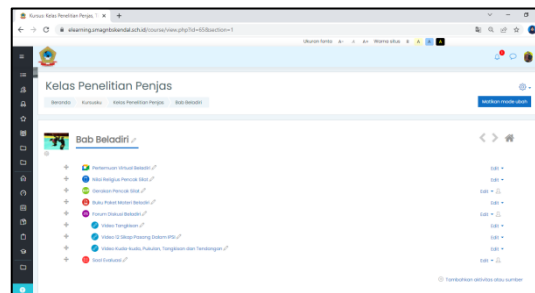 Kursus: Kelas Penelitian Penjas, T
elearning.smagnbskendal.sch.id/course/view.php?id=65&section=1
Ukuran fonta A- A A+ Warna situs R A A A
Kelas Penelitian Penjas
Beranda Kursusku Kelas Penelitian Penjas Bab Beladiri
Matikan mode ubah
Bab Beladiri
Pertemuan Virtual Beladiri Edit
Nilai Religius Pencak Silat Edit
Gerakan Pencak Silat Edit
Buku Paket Materi Beladiri Edit
Forum Diskusi Beladiri Edit
Video Tangkisan Edit
Video 12 Sikap Pasang Dalam IPSI Edit
Video Kuda-kuda, Pukulan, Tangkisan dan Tendangan Edit
Soal Evaluasi Edit
Tambahkan aktivitas atau sumber